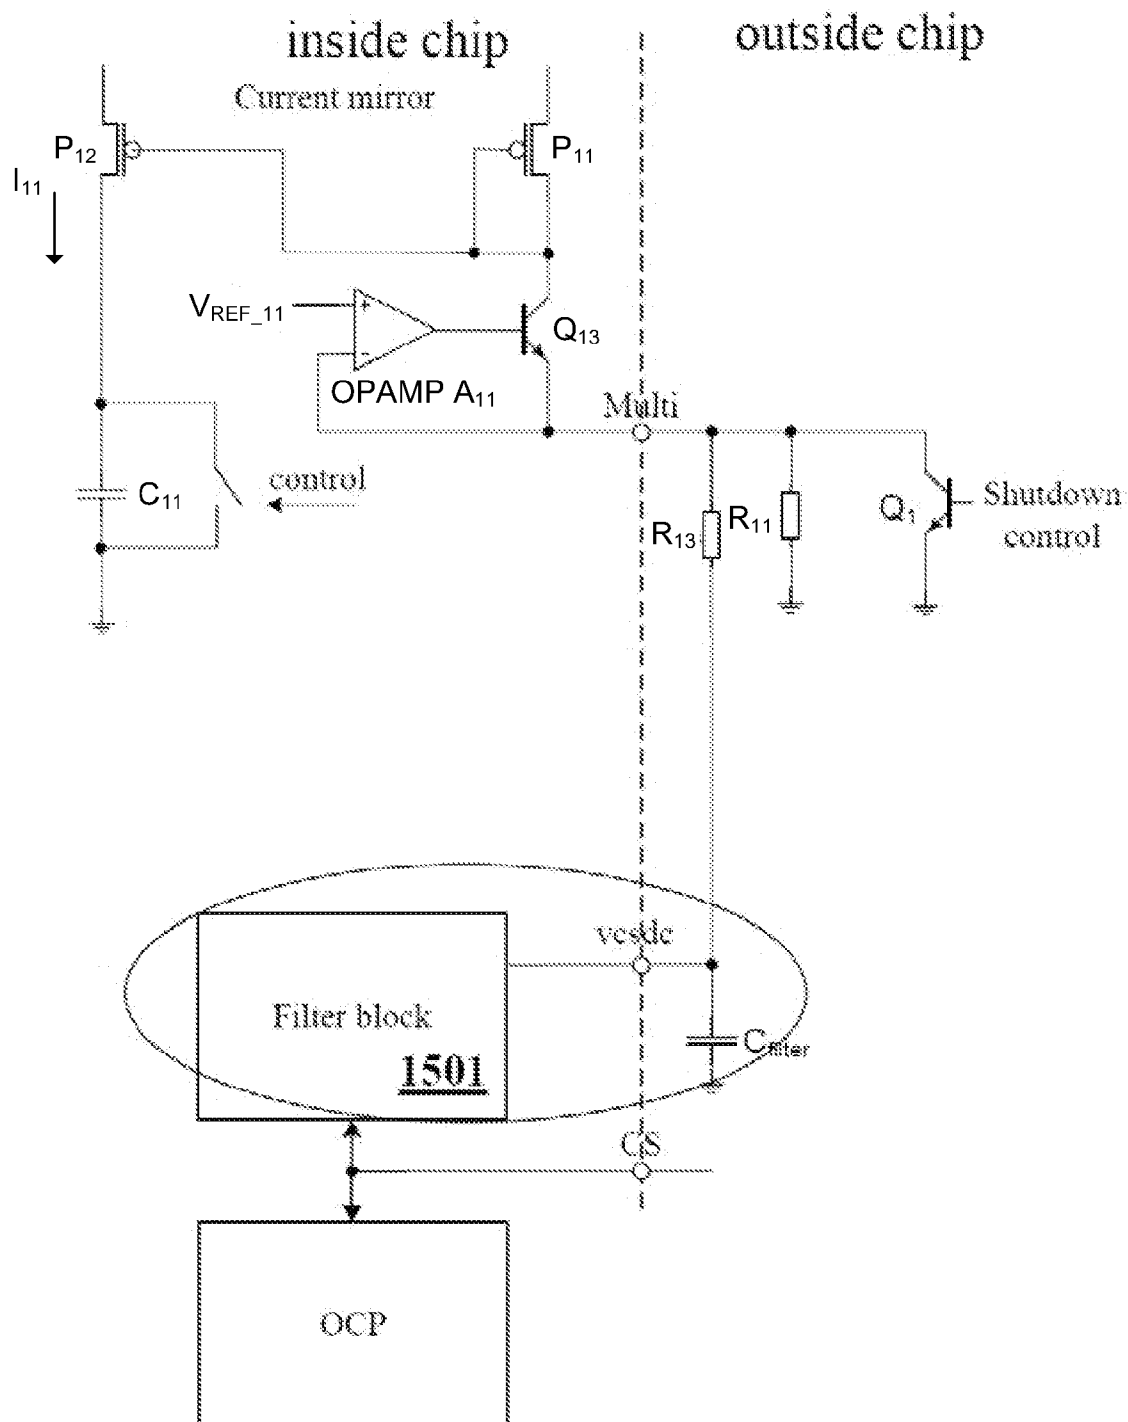 inside chip
outside chip
Current mirror
P12
P11
I11
VREF_11
+
-
Q13
OPAMP A11
Multi
C11
control
R13
R11
Q1
Shutdown
control
vcsdc
Filter block
1501
Cfilter
CS
OCP